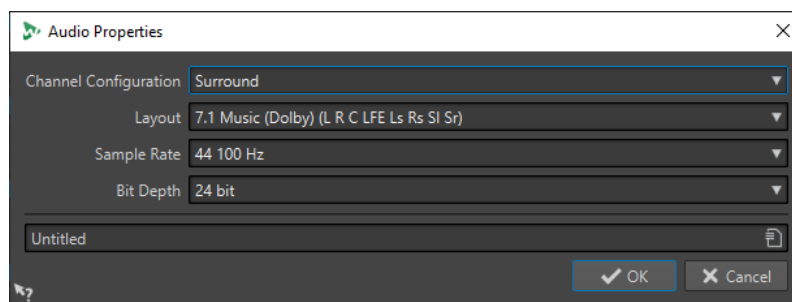 Audio Properties
Channel Configuration Surround
Layout 7.1 Music (Dolby) (L R C LFE Ls Rs Sl Sr)
Sample Rate 44 100 Hz
Bit Depth 24 bit
Untitled
OK Cancel
?